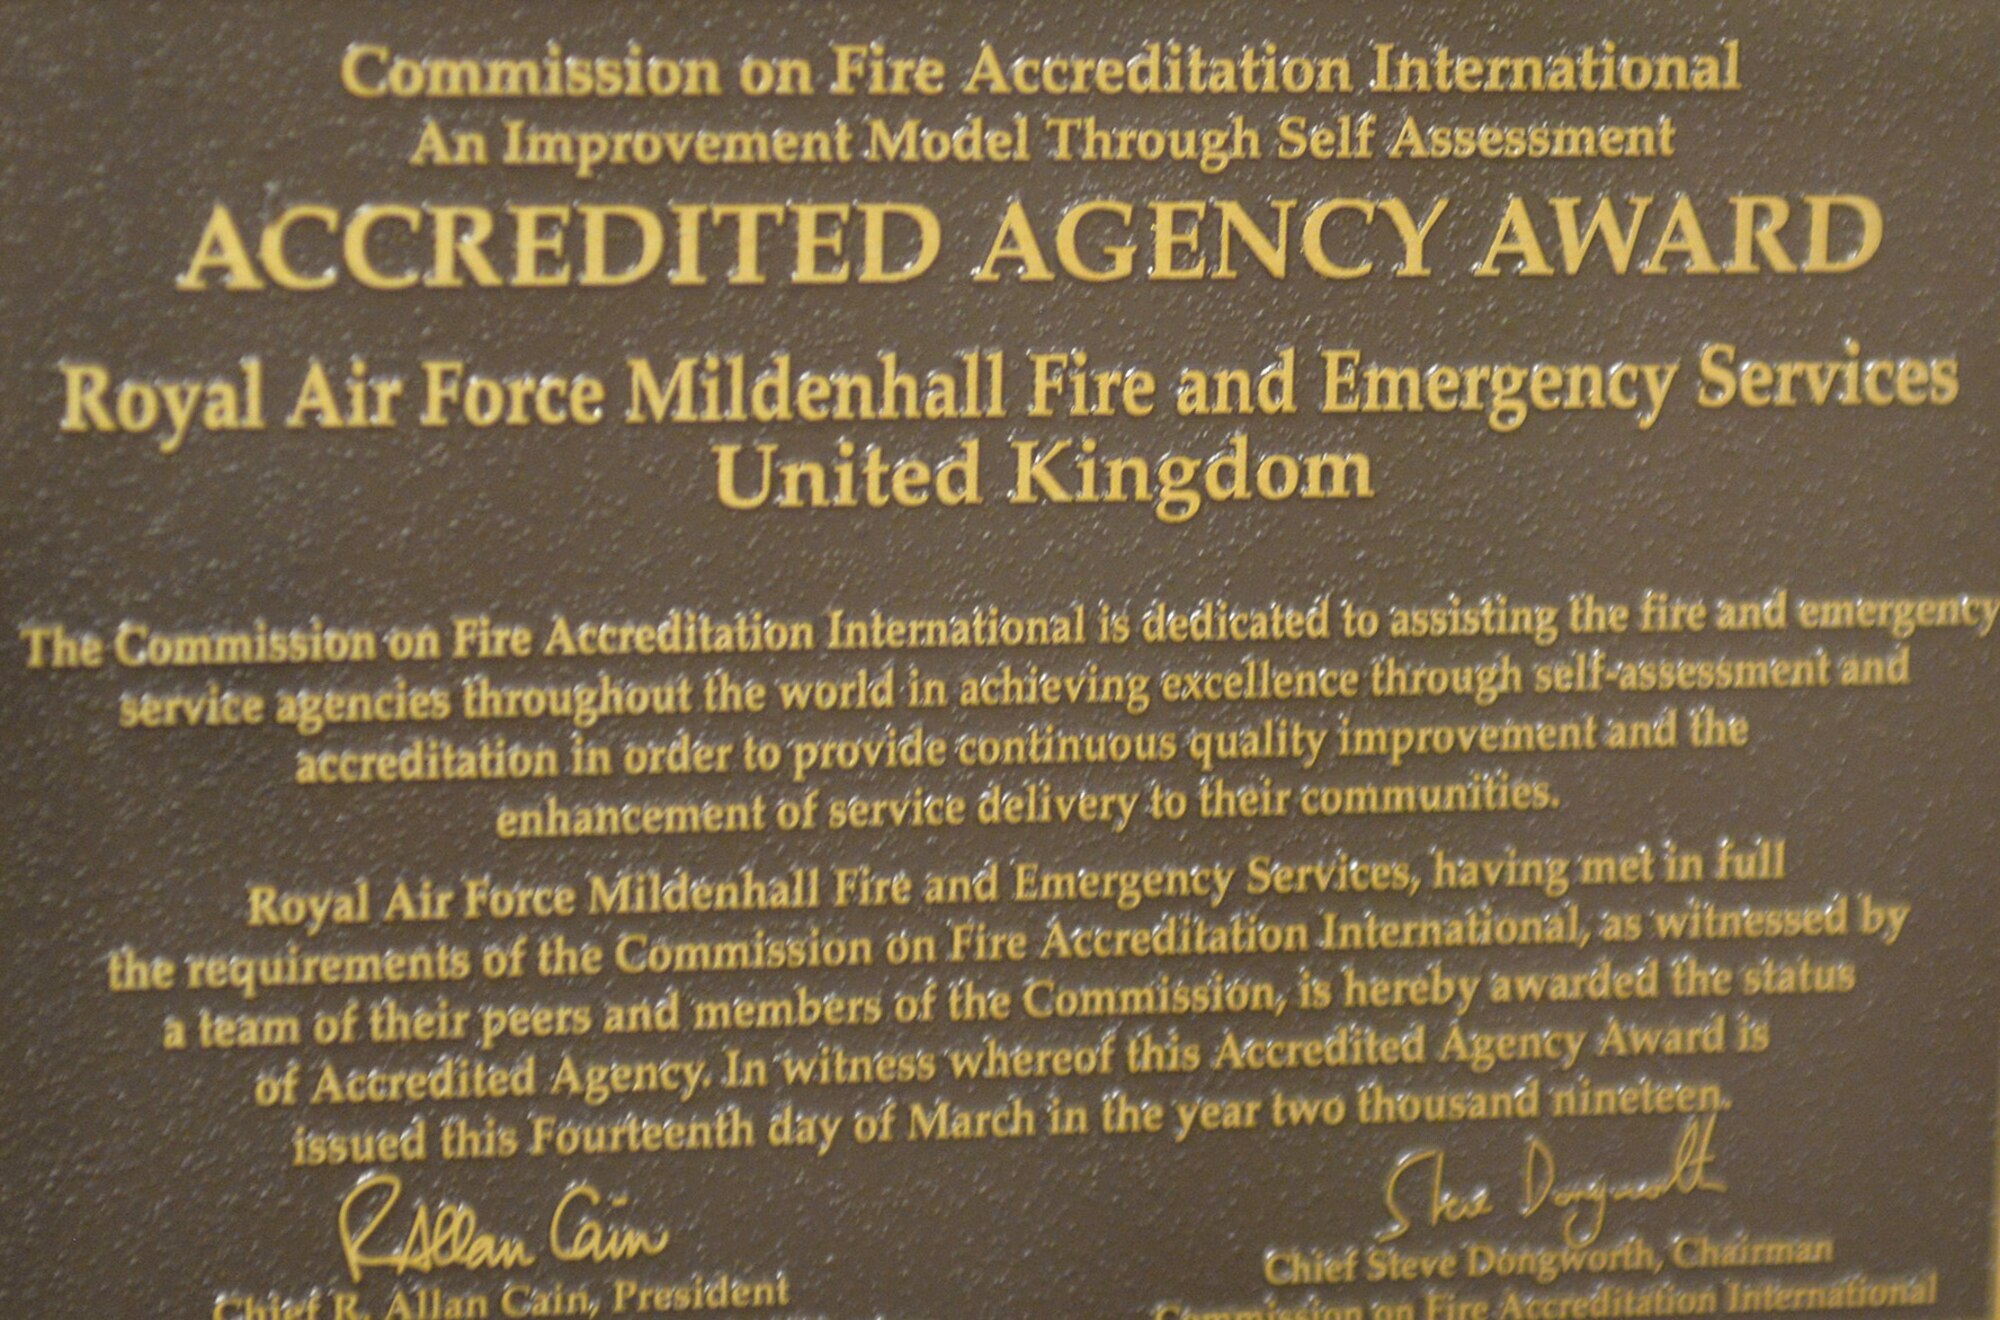 Commission on Fire Accreditation International
An Improvement Model Through Self Assessment
ACCREDITED AGENCY AWARD
Royal Air Force Mildenhall Fire and Emergency Services
United Kingdom
The Commission on Fire Accreditation International is dedicated to assisting the fire and emergency
service agencies throughout the world in achieving excellence through self-assessment and
accreditation in order to provide continuous quality improvement and the
enhancement of service delivery to their communities.
Royal Air Force Mildenhall Fire and Emergency Services, having met in full
the requirements of the Commission on Fire Accreditation International, as witnessed by
a team of their peers and members of the Commission, is hereby awarded the status
of Accredited Agency. In witness whereof this Accredited Agency Award is
issued this Fourteenth day of March in the year two thousand nineteen.
R Allan Cain
Steve Dongworth
Chief R. Allan Cain, President
Chief Steve Dongworth, Chairman
Commission on Fire Accreditation International